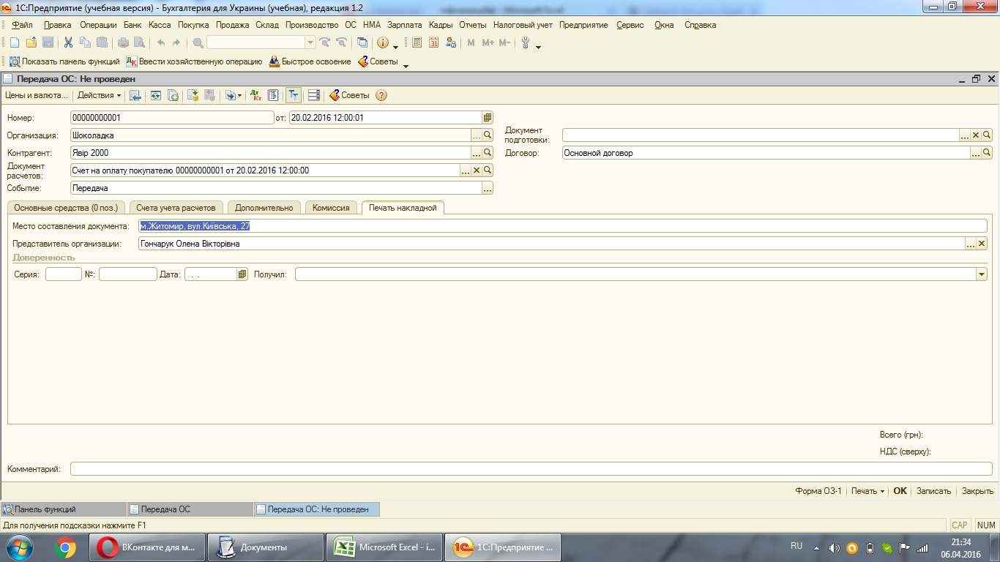 1С:Предприятие (учебная версия) - Бухгалтерия для Украины (учебная), редакция 1.2
Файл Правка Операции Банк Касса Покупка Продажа Склад Производство ОС НМА Зарплата Кадры Отчеты Налоговый учет Предприятие Сервис Окна Справка
M M+ M-
Показать панель функций Ввести хозяйственную операцию Быстрое освоение Советы
Передача ОС: Не проведен
Цены и валюта... Действия Советы
Номер: 00000000001 от: 20.02.2016 12:00:01
Организация: Шоколадка Документ подготовки:
Контрагент: Явір 2000 Договор: Основной договор
Документ расчетов: Счет на оплату покупателю 00000000001 от 20.02.2016 12:00:00
Событие: Передача
Основные средства (0 поз.) Счета учета расчетов Дополнительно Комиссия Печать накладной
Место составления документа: м.Житомир, вул.Київська, 27
Представитель организации: Гончарук Олена Вікторівна
Доверенность
Серия: №: Дата: . . Получил:
Всего (грн):
НДС (сверху):
Комментарий:
Форма ОЗ-1 Печать OK Записать Закрыть
Панель функций Передача ОС Передача ОС: Не проведен
Для получения подсказки нажмите F1 CAP NUM
ВКонтакте для м... Документы Microsoft Excel - i... 1С:Предприятие ... RU 21:34
06.04.2016